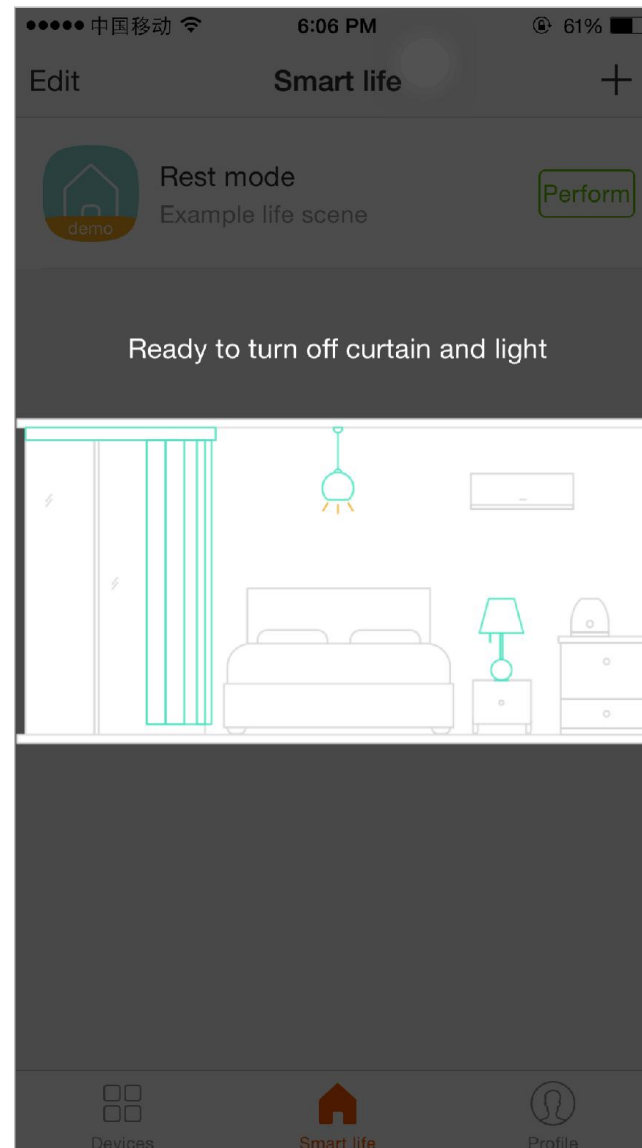 中国移动 6:06 PM 61%
Edit Smart life +
Rest mode
Example life scene
Perform
demo
Ready to turn off curtain and light
Devices Smart life Profile